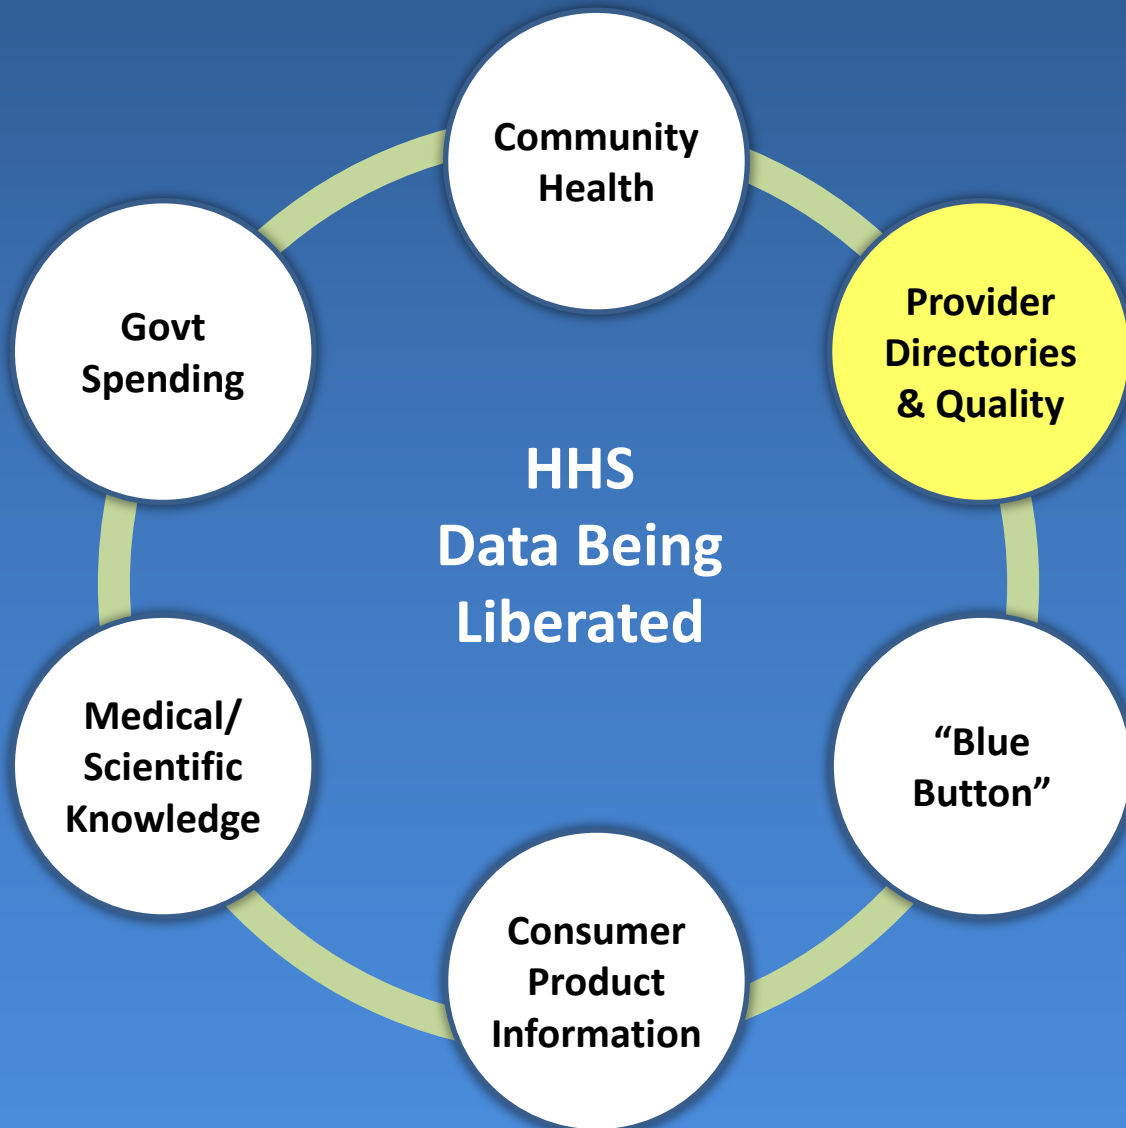 Community
Health
Provider
Directories
& Quality
Govt
Spending
HHS
Data Being
Liberated
Medical/
Scientific
Knowledge
“Blue
Button”
Consumer
Product
Information